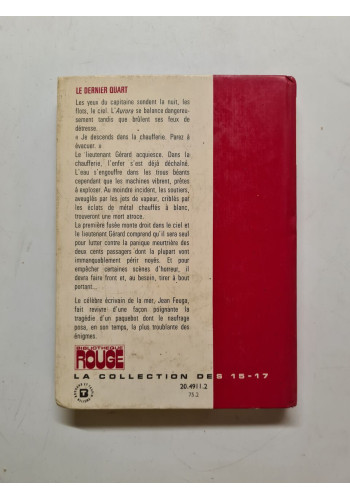 LE DERNIER QUART
Les yeux du capitaine sondent la nuit, les
flots, le ciel. L'Aurore se balance dangereu-
sement tandis que brûlent ses feux de
détresse.
« Je descends dans la chaufferie. Parez à
évacuer. »
Le lieutenant Gérard acquiesce. Dans la
chaufferie, l'enfer s'est déjà déchaîné.
L'eau s'engouffre dans les trous béants
cependant que les machines vibrent, prêtes
à exploser. Au moindre incident, les soutiers,
aveuglés par les jets de vapeur, criblés par
les éclats de métal chauffés à blanc,
trouveront une mort atroce.
La première fusée monte droit dans le ciel et
le lieutenant Gérard comprend qu'il sera seul
pour lutter contre la panique meurtrière des
deux cents passagers dont la plupart vont
immanquablement périr noyés. Et pour
empêcher certaines scènes d'horreur, il
devra faire front et, au besoin, tirer à bout
portant...
Le célèbre écrivain de la mer, Jean Feuga,
fait revivre d'une façon poignante la
tragédie d'un paquebot dont le naufrage
posa, en son temps, la plus troublante des
énigmes.
BIBLIOTHEQUE
ROUGE
LA COLLECTION DES 15-17
20.4911.2
75.2
T